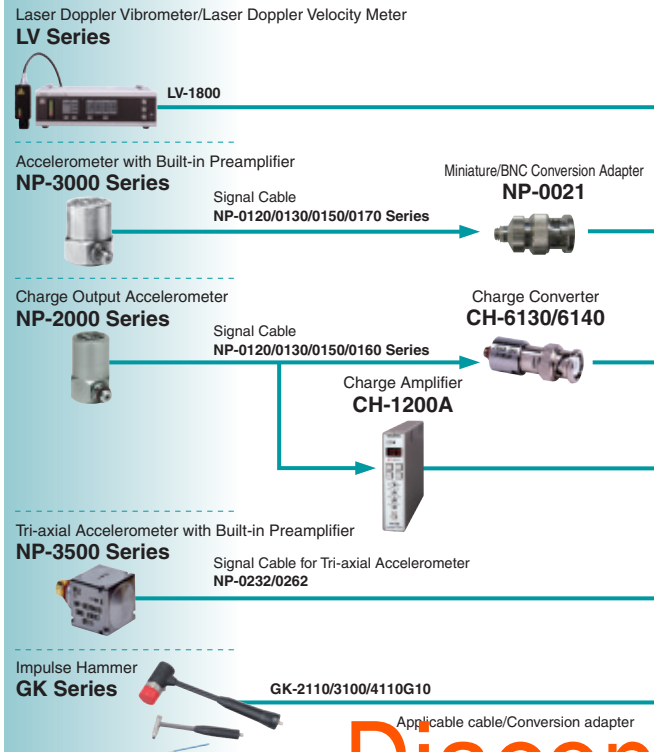 Laser Doppler Vibrometer/Laser Doppler Velocity Meter
LV Series
LV-1800
Accelerometer with Built-in Preamplifier
NP-3000 Series
Signal Cable
NP-0120/0130/0150/0170 Series
Miniature/BNC Conversion Adapter
NP-0021
Charge Output Accelerometer
NP-2000 Series
Signal Cable
NP-0120/0130/0150/0160 Series
Charge Converter
CH-6130/6140
Charge Amplifier
CH-1200A
Tri-axial Accelerometer with Built-in Preamplifier
NP-3500 Series
Signal Cable for Tri-axial Accelerometer
NP-0232/0262
Impulse Hammer
GK Series
GK-2110/3100/4110G10
Applicable cable/Conversion adapter